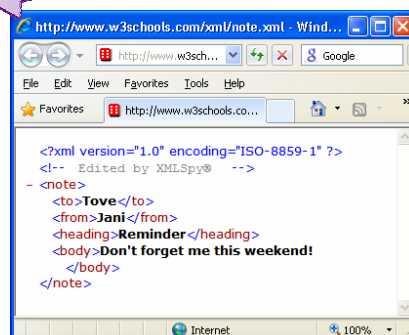 http://www.w3schools.com/xml/note.xml - Wind...
http://www.w3sch... Google
File Edit View Favorites Tools Help
Favorites http://www.w3schools.co... »
<?xml version="1.0" encoding="ISO-8859-1" ?>
<!-- Edited by XMLSpy® -->
- <note>
<to>Tove</to>
<from>Jani</from>
<heading>Reminder</heading>
<body>Don't forget me this weekend!
</body>
</note>
Internet 100%